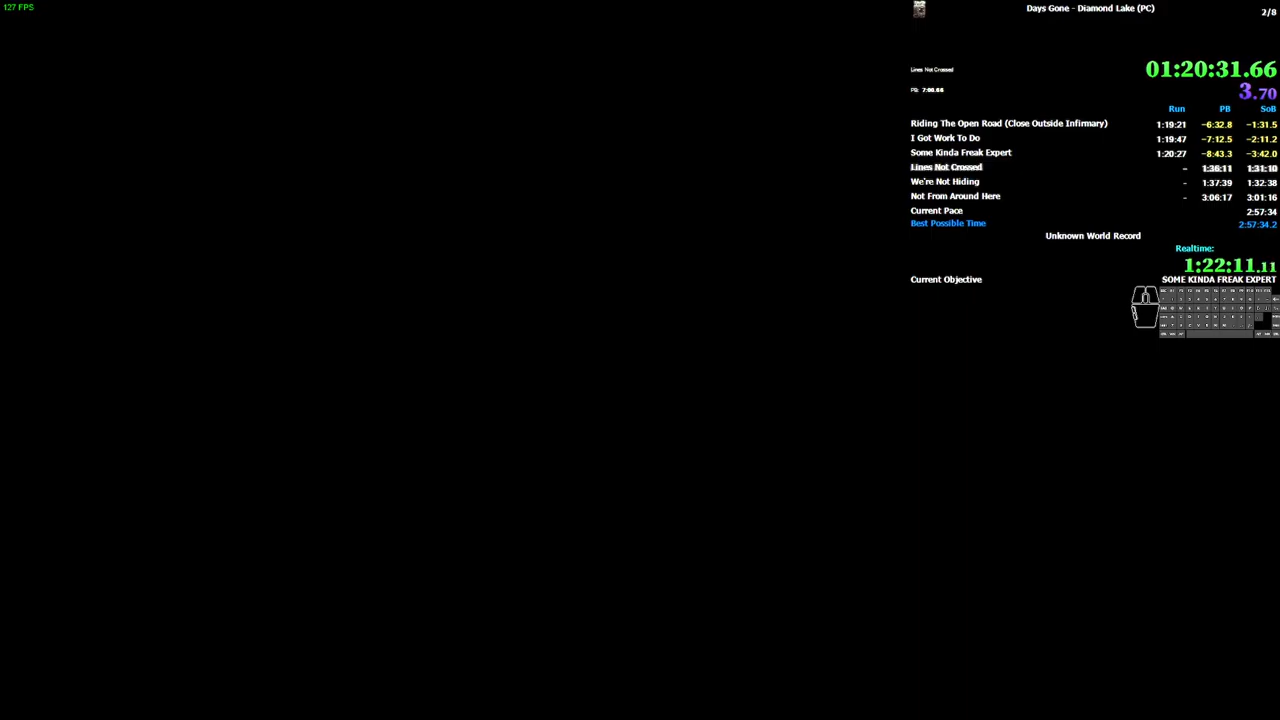 127 FPS
Days Gone - Diamond Lake (PC)
2/8
Lines Not Crossed
01:20:31.66
PB: 7:00.66
3.70
Run PB SoB
Riding The Open Road (Close Outside Infirmary) 1:19:21 −6:32.8 −1:31.5
I Got Work To Do 1:19:47 −7:12.5 −2:11.2
Some Kinda Freak Expert 1:20:27 −8:43.3 −3:42.0
Lines Not Crossed - 1:36:11 1:31:10
We're Not Hiding - 1:37:39 1:32:38
Not From Around Here - 3:06:17 3:01:16
Current Pace 2:57:34
Best Possible Time 2:57:34.2
Unknown World Record
Realtime:
1:22:11.11
Current Objective SOME KINDA FREAK EXPERT